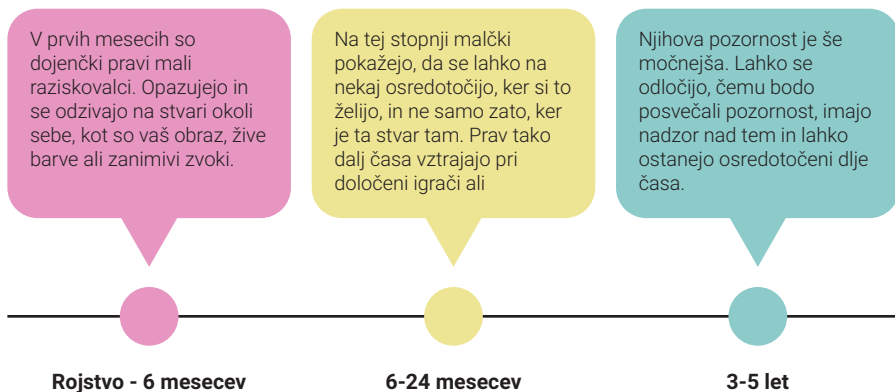 V prvih mesecih so
dojenčki pravi mali
raziskovalci. Opazujejo in
se odzivajo na stvari okoli
sebe, kot so vaš obraz, žive
barve ali zanimivi zvoki.
Na tej stopnji malčki
pokažejo, da se lahko na
nekaj osredotočijo, ker si to
želijo, in ne samo zato, ker
je ta stvar tam. Prav tako
dalj časa vztrajajo pri
določeni igrači ali
Njihova pozornost je še
močnejša. Lahko se
odločijo, čemu bodo
posvečali pozornost, imajo
nadzor nad tem in lahko
ostanejo osredotočeni dlje
časa.
Rojstvo - 6 mesecev
6-24 mesecev
3-5 let